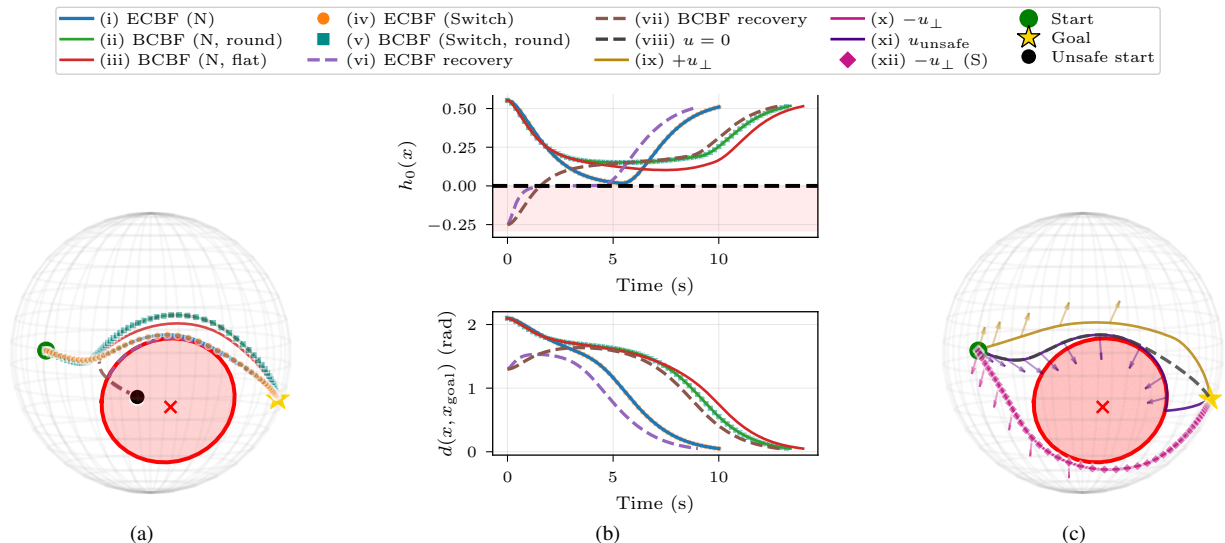 (i) ECBF (N)
(ii) BCBF (N, round)
(iii) BCBF (N, flat)
(iv) ECBF (Switch)
(v) BCBF (Switch, round)
(vi) ECBF recovery
(vii) BCBF recovery
(viii) u = 0
(ix) +u⊥
(x) −u⊥
(xi) u_unsafe
(xii) −u⊥ (S)
Start
Goal
Unsafe start
0.50
0.25
0.00
−0.25
h₀(x)
0 5 10
Time (s)
2
1
0
d(x, x_goal) (rad)
0 5 10
Time (s)
(a)
(b)
(c)